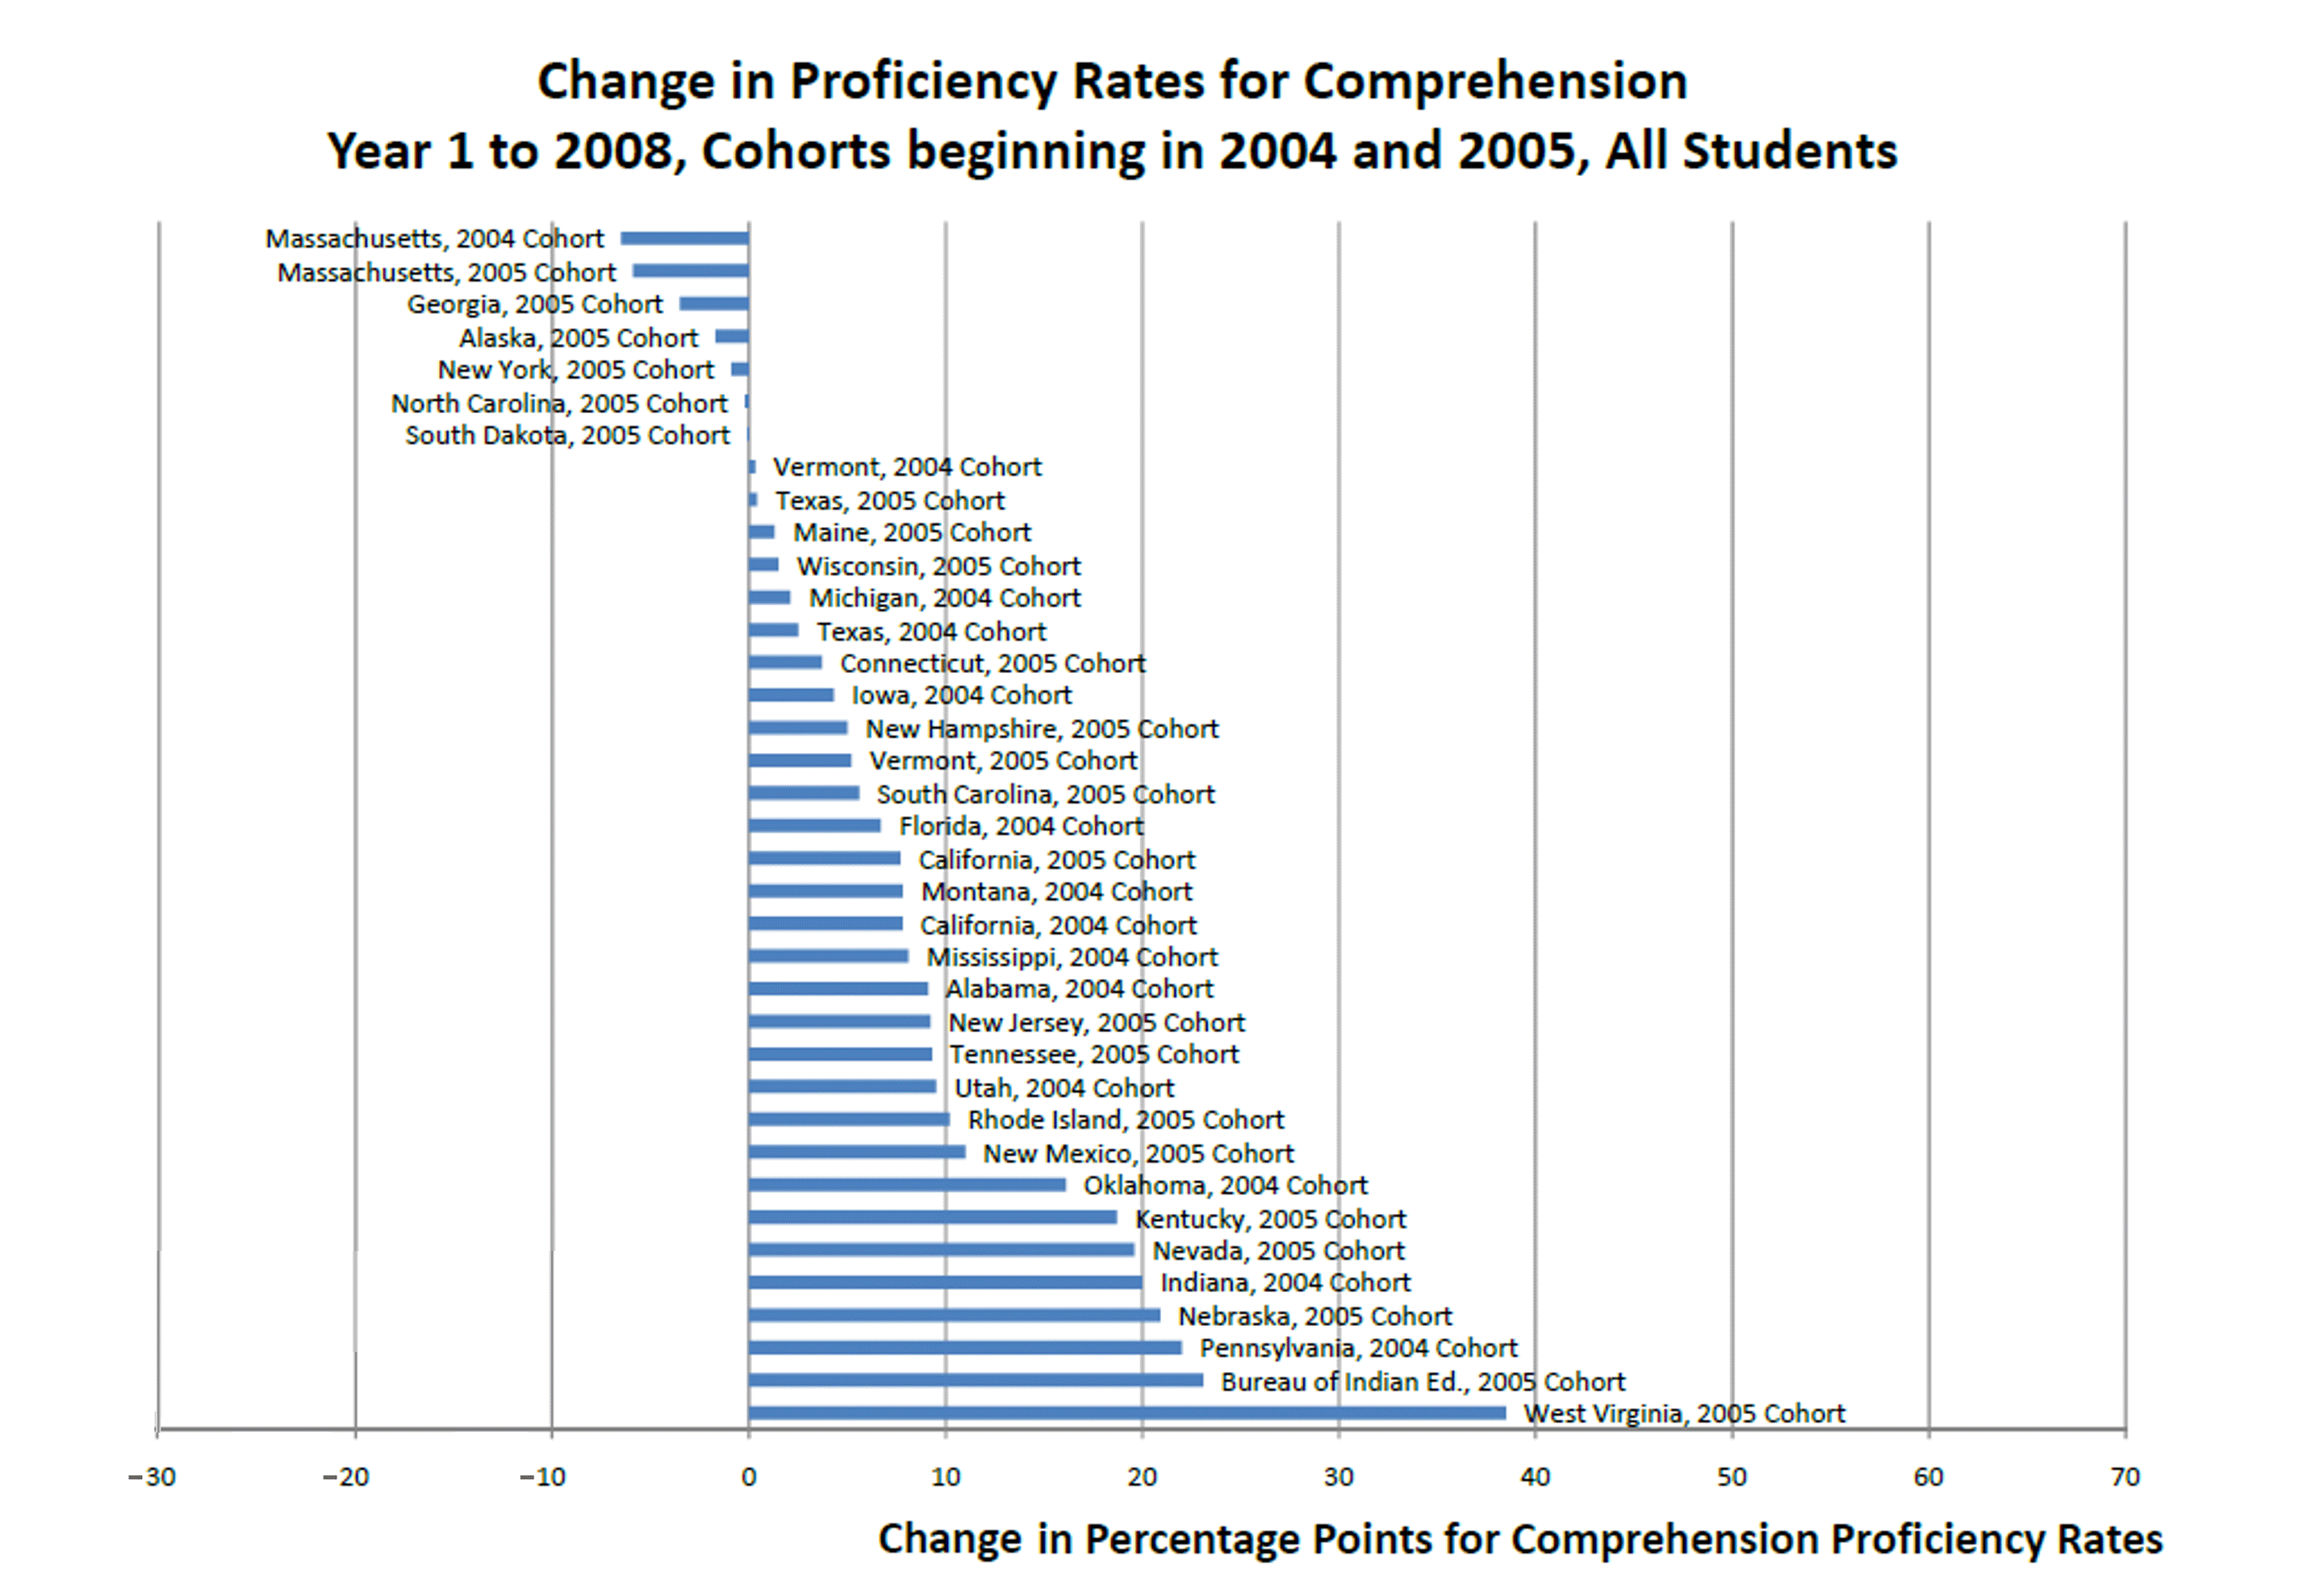 Change in Proficiency Rates for Comprehension
Year 1 to 2008, Cohorts beginning in 2004 and 2005, All Students
Massachusetts, 2004 Cohort
Massachusetts, 2005 Cohort
Georgia, 2005 Cohort
Alaska, 2005 Cohort
New York, 2005 Cohort
North Carolina, 2005 Cohort
South Dakota, 2005 Cohort
Vermont, 2004 Cohort
Texas, 2005 Cohort
Maine, 2005 Cohort
Wisconsin, 2005 Cohort
Michigan, 2004 Cohort
Texas, 2004 Cohort
Connecticut, 2005 Cohort
Iowa, 2004 Cohort
New Hampshire, 2005 Cohort
Vermont, 2005 Cohort
South Carolina, 2005 Cohort
Florida, 2004 Cohort
California, 2005 Cohort
Montana, 2004 Cohort
California, 2004 Cohort
Mississippi, 2004 Cohort
Alabama, 2004 Cohort
New Jersey, 2005 Cohort
Tennessee, 2005 Cohort
Utah, 2004 Cohort
Rhode Island, 2005 Cohort
New Mexico, 2005 Cohort
Oklahoma, 2004 Cohort
Kentucky, 2005 Cohort
Nevada, 2005 Cohort
Indiana, 2004 Cohort
Nebraska, 2005 Cohort
Pennsylvania, 2004 Cohort
Bureau of Indian Ed., 2005 Cohort
West Virginia, 2005 Cohort
−30 −20 −10 0 10 20 30 40 50 60 70
Change in Percentage Points for Comprehension Proficiency Rates